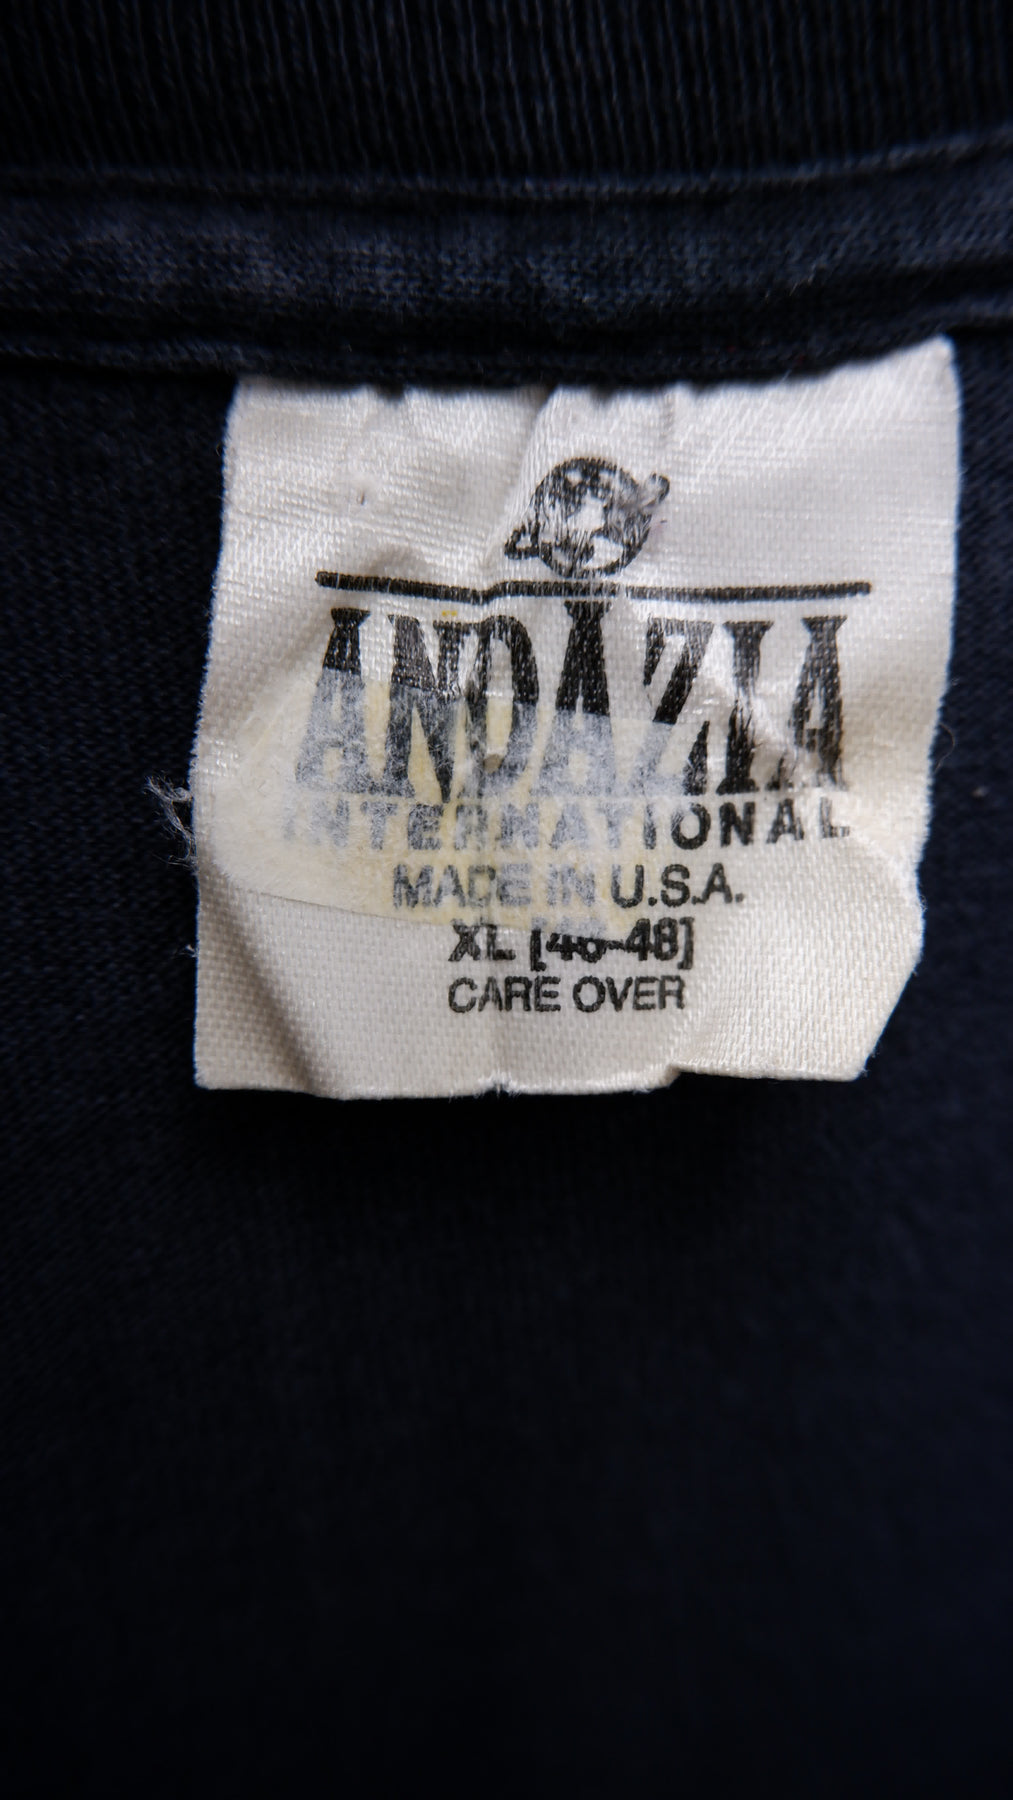 ANDAZIA
INTERNATIONAL
MADE IN U.S.A.
XL [46-48]
CARE OVER